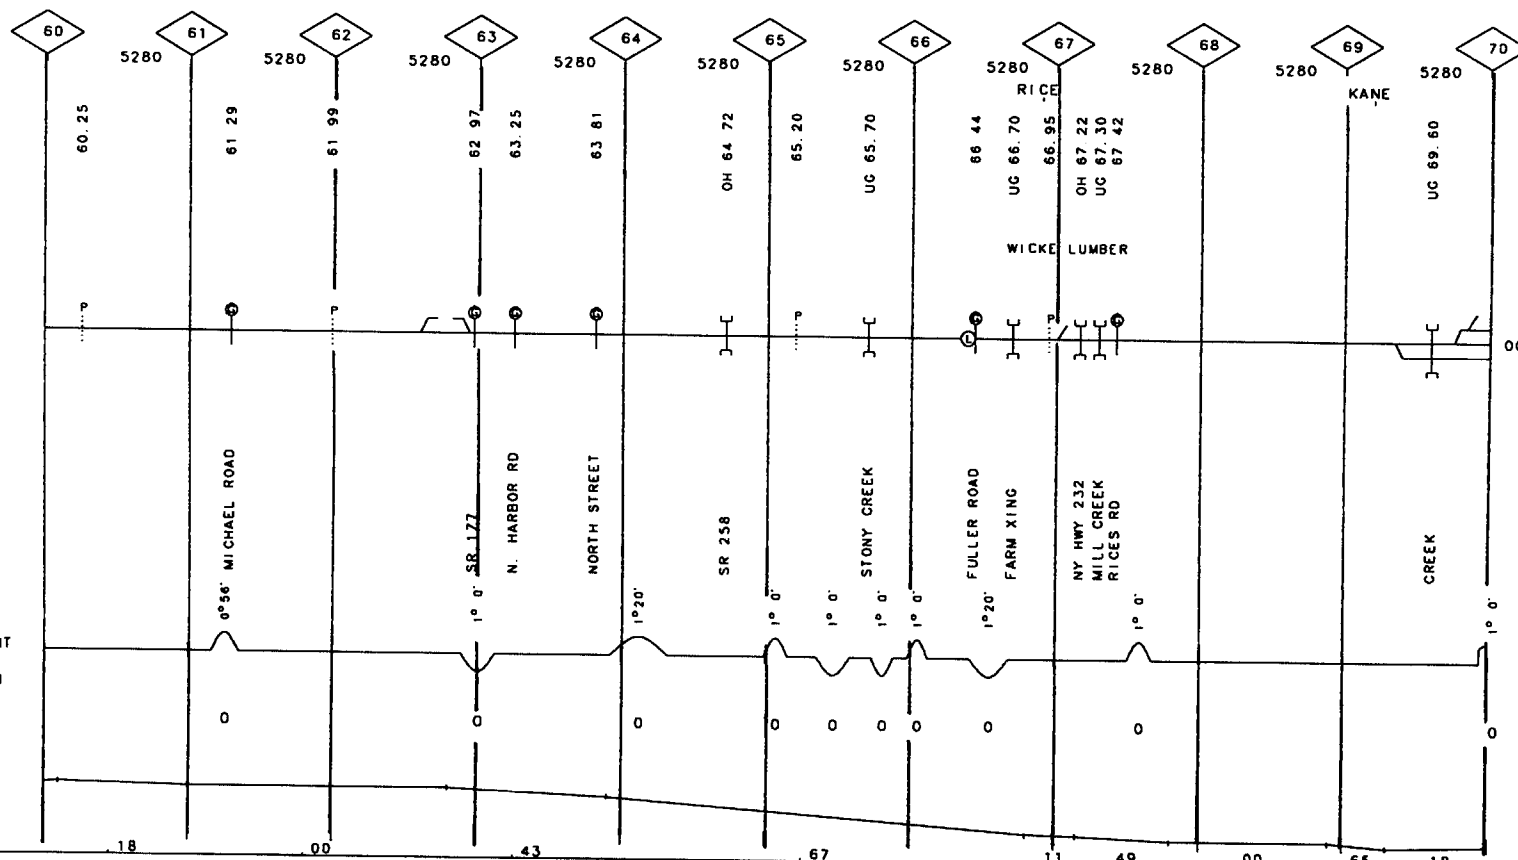 60 61 62 63 64 65 66 67 68 69 70
5280 5280 5280 5280 5280 5280 5280 5280 5280 5280
RICE KANE
60.25
61 29
61 99
62 97
63.25
63 81
OH 64 72
65.20
UG 65.70
66 44
UG 66.70
66.95
OH 67.22
UG 67.30
67 42
UG 69.60
WICKE LUMBER
P G P G G G P G P G
L
MICHAEL ROAD
SR 177
N. HARBOR RD
NORTH STREET
SR 258
STONY CREEK
FULLER ROAD
FARM XING
NY HWY 232
MILL CREEK
RICES RD
CREEK
0°56' 1° 0' 1°20' 1° 0' 1° 0' 1° 0' 1° 0' 1°20' 1° 0' 1° 0'
0 0 0 0 0 0 0 0 0 0
.18 .00 .43 .67 .11 .49 .00 .65 .18